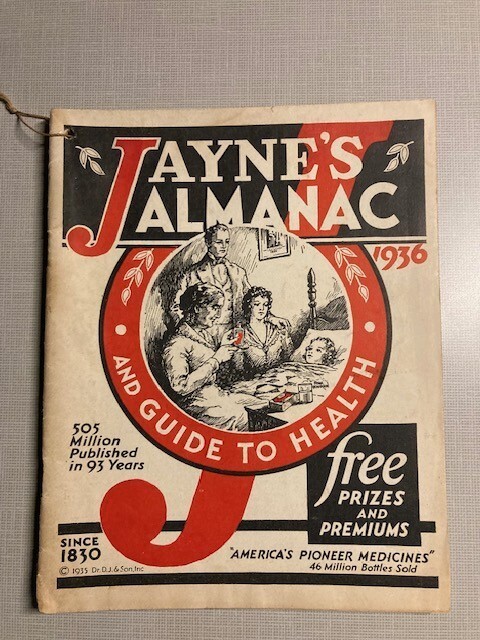 JAYNE'S
ALMANAC
1936
AND GUIDE TO HEALTH
505
Million
Published
in 93 Years
free
PRIZES
AND
PREMIUMS
SINCE
1830
"AMERICA'S PIONEER MEDICINES"
46 Million Bottles Sold
© 1935 Dr. D.J. & Son, Inc